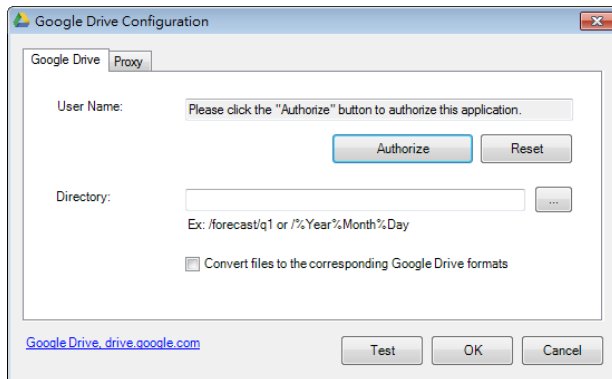 Google Drive Configuration
Google Drive
Proxy
User Name:
Please click the "Authorize" button to authorize this application.
Authorize
Reset
Directory:
...
Ex: /forecast/q1 or /%Year%Month%Day
Convert files to the corresponding Google Drive formats
Google Drive, drive.google.com
Test
OK
Cancel